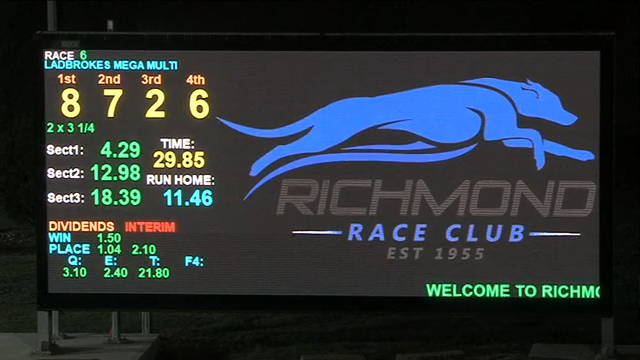 RACE 6
LADBROKES MEGA MULTI
1st 2nd 3rd 4th
8 7 2 6
2 x 3 1/4
Sect1: 4.29
TIME:
29.85
Sect2: 12.98
RUN HOME:
Sect3: 18.39 11.46
DIVIDENDS INTERIM
WIN 1.50
PLACE 1.04 2.10
Q: E: T: F4:
3.10 2.40 21.80
RICHMOND
RACE CLUB
EST 1955
WELCOME TO RICHMO